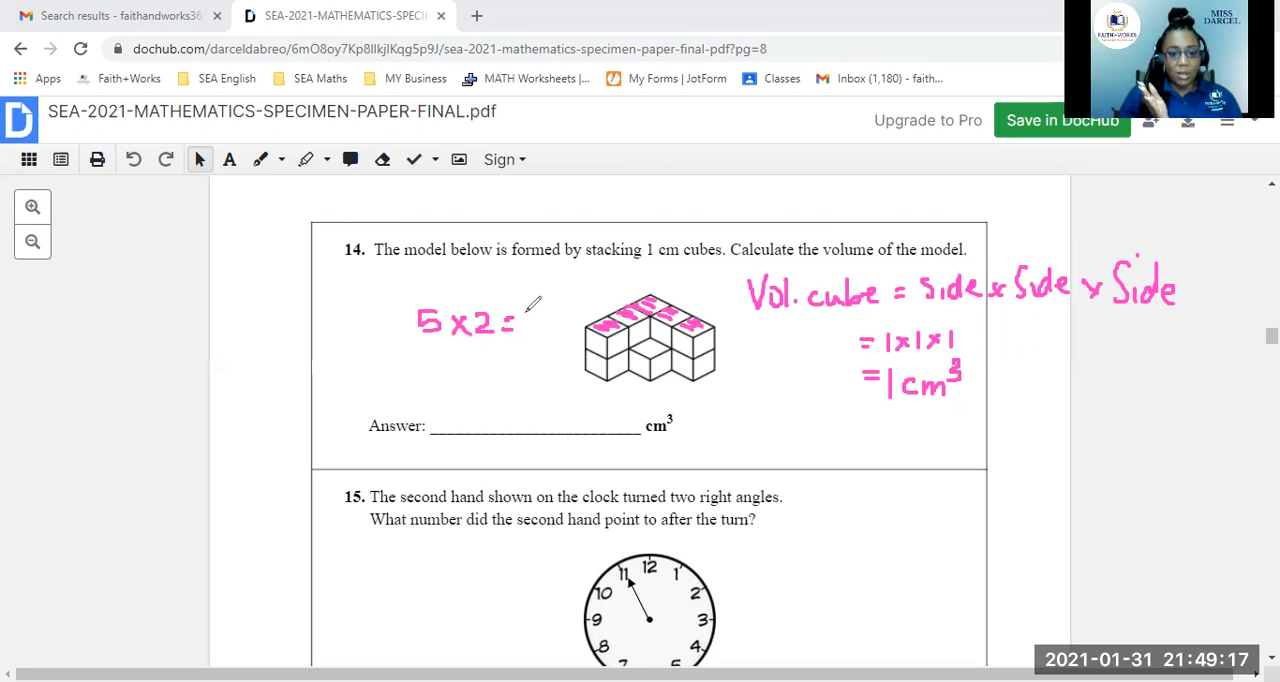 Search results - faithandworks36
SEA-2021-MATHEMATICS-SPECIM
dochub.com/darceldabreo/
/sea-2021-mathematics-specimen-paper-final-pdf?pg=8
Apps
Faith+Works
SEA English
SEA Maths
MY Business
MATH Worksheets |...
My Forms | JotForm
Classes
Inbox (1,180) - faith...
FAITH+WORKS
MISS
DARCEL
SEA-2021-MATHEMATICS-SPECIMEN-PAPER-FINAL.pdf
Upgrade to Pro
Save in DocHub
A
Sign
14. The model below is formed by stacking 1 cm cubes. Calculate the volume of the model.
Vol. cube = Side x Side x Side
5 x 2 =
= 1 x 1 x 1
= 1 cm³
Answer: ________________________ cm³
15. The second hand shown on the clock turned two right angles.
What number did the second hand point to after the turn?
11 12 1
10 2
9 3
8 4
7 5
2021-01-31 21:49:17